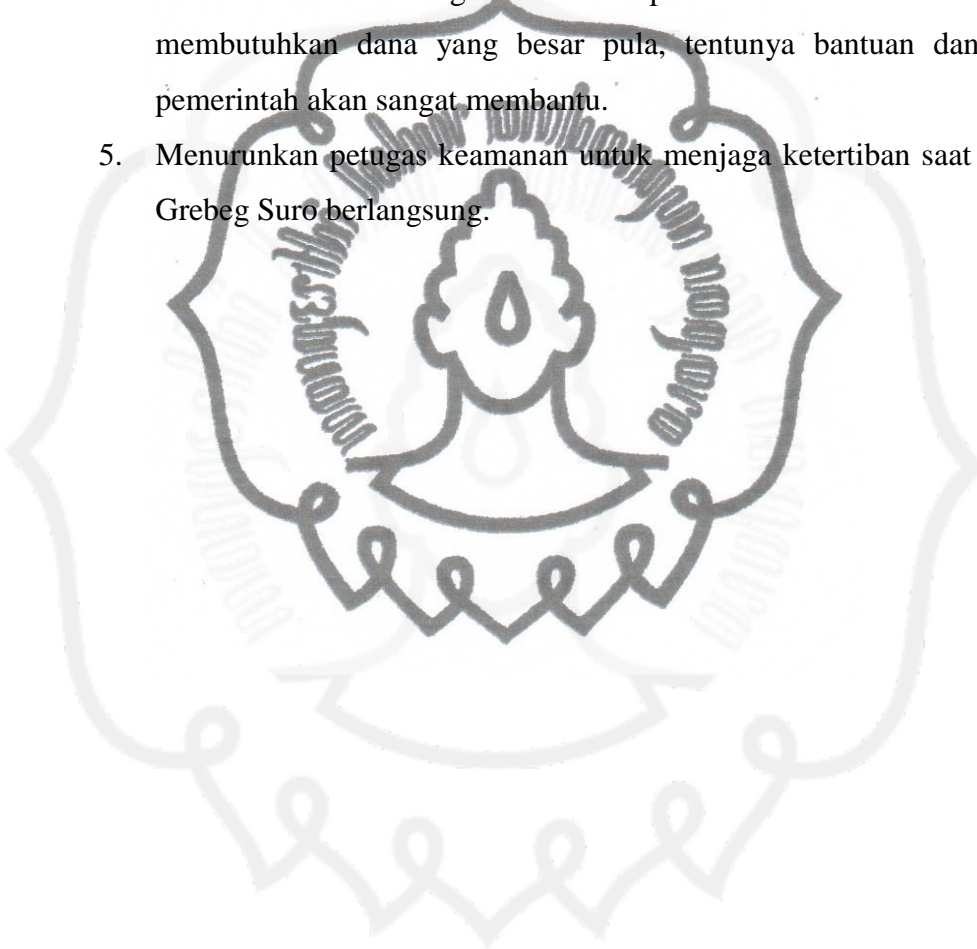 membutuhkan dana yang besar pula, tentunya bantuan dan
pemerintah akan sangat membantu.
5. Menurunkan petugas keamanan untuk menjaga ketertiban saat
Grebeg Suro berlangsung.